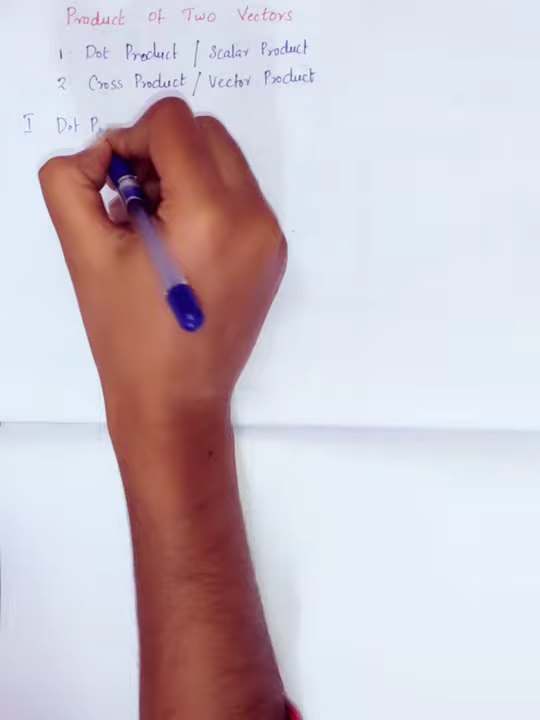 Product of Two Vectors
1. Dot Product / Scalar Product
2. Cross Product / Vector Product
I Dot P